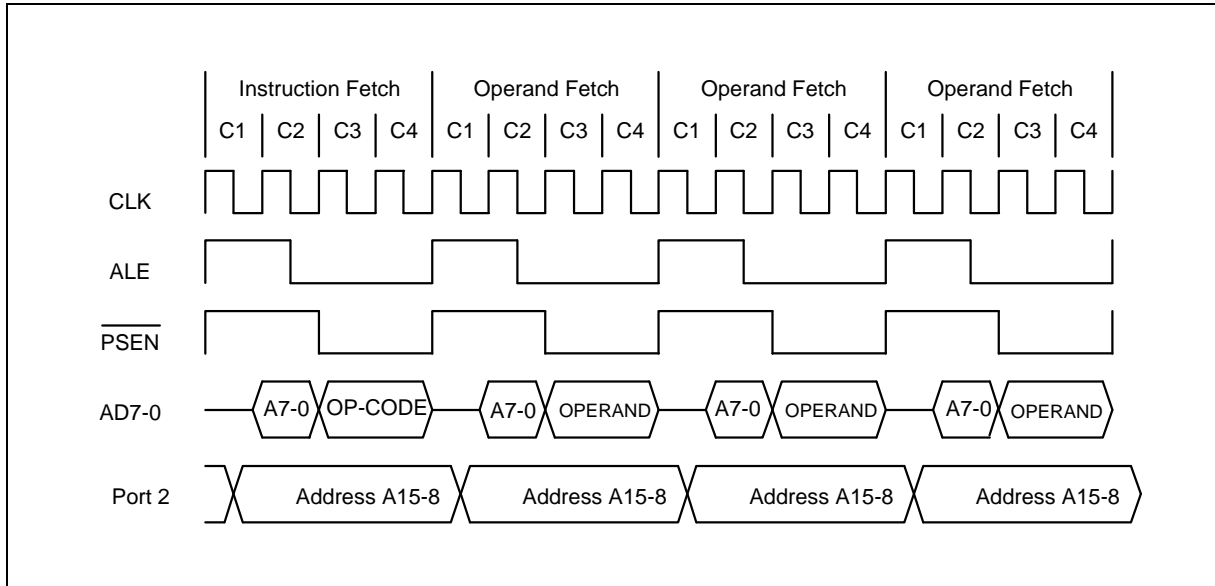 Instruction Fetch Operand Fetch Operand Fetch Operand Fetch
C1 C2 C3 C4 C1 C2 C3 C4 C1 C2 C3 C4 C1 C2 C3 C4
CLK
ALE
PSEN
AD7-0 A7-0 OP-CODE A7-0 OPERAND A7-0 OPERAND A7-0 OPERAND
Port 2 Address A15-8 Address A15-8 Address A15-8 Address A15-8